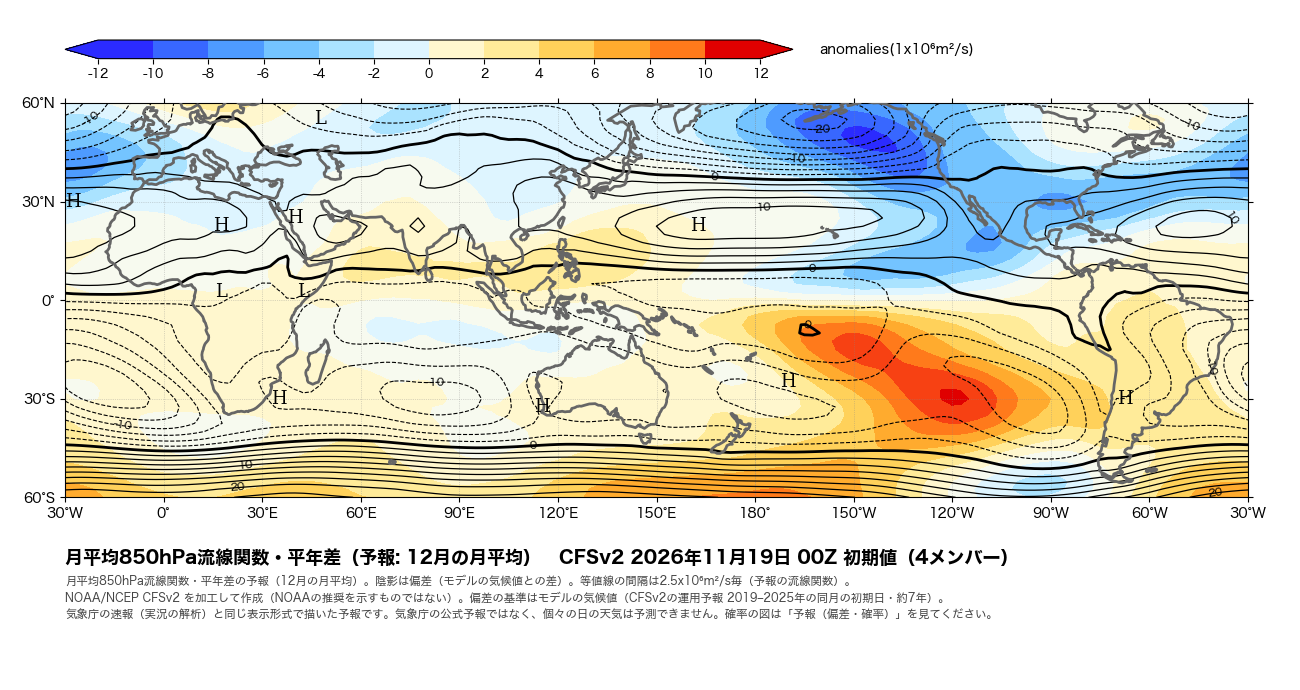 anomalies(1x10⁶m²/s)
-12 -10 -8 -6 -4 -2 0 2 4 6 8 10 12
60°N
30°N
0°
30°S
60°S
30°W 0° 30°E 60°E 90°E 120°E 150°E 180° 150°W 120°W 90°W 60°W 30°W
月平均850hPa流線関数・平年差（予報: 12月の月平均） CFSv2 2026年11月19日 00Z 初期値（4メンバー）
月平均850hPa流線関数・平年差の予報（12月の月平均）。陰影は偏差（モデルの気候値との差）。等値線の間隔は2.5x10⁶m²/s毎（予報の流線関数）。
NOAA/NCEP CFSv2 を加工して作成（NOAAの推奨を示すものではない）。偏差の基準はモデルの気候値（CFSv2の運用予報 2019–2025年の同月の初期日・約7年）。
気象庁の速報（実況の解析）と同じ表示形式で描いた予報です。気象庁の公式予報ではなく、個々の日の天気は予測できません。確率の図は「予報（偏差・確率）」を見てください。